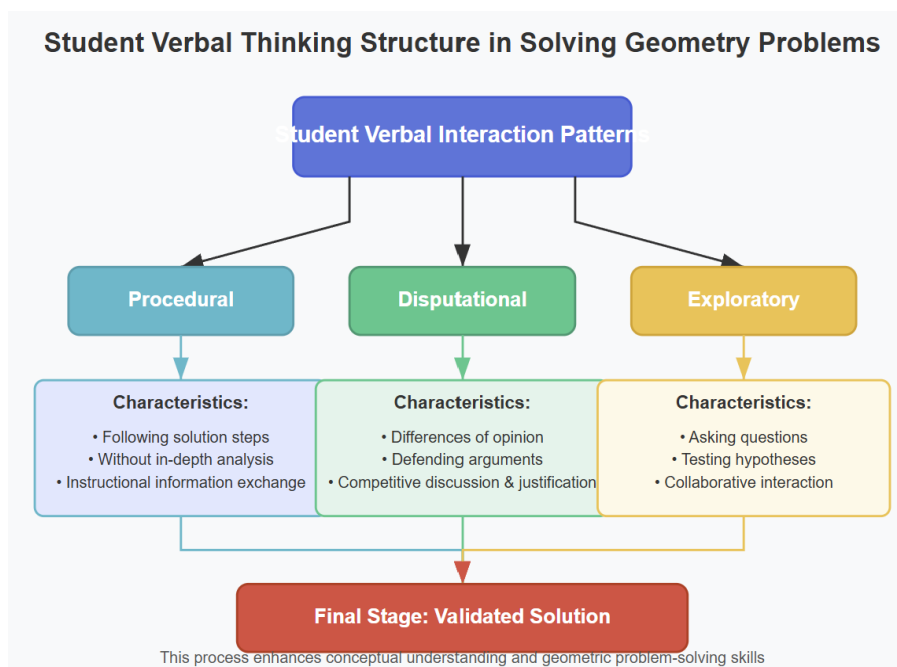 Student Verbal Thinking Structure in Solving Geometry Problems
Student Verbal Interaction Patterns
Procedural
Disputational
Exploratory
Characteristics:
• Following solution steps
• Without in-depth analysis
• Instructional information exchange
Characteristics:
• Differences of opinion
• Defending arguments
• Competitive discussion & justification
Characteristics:
• Asking questions
• Testing hypotheses
• Collaborative interaction
Final Stage: Validated Solution
This process enhances conceptual understanding and geometric problem-solving skills